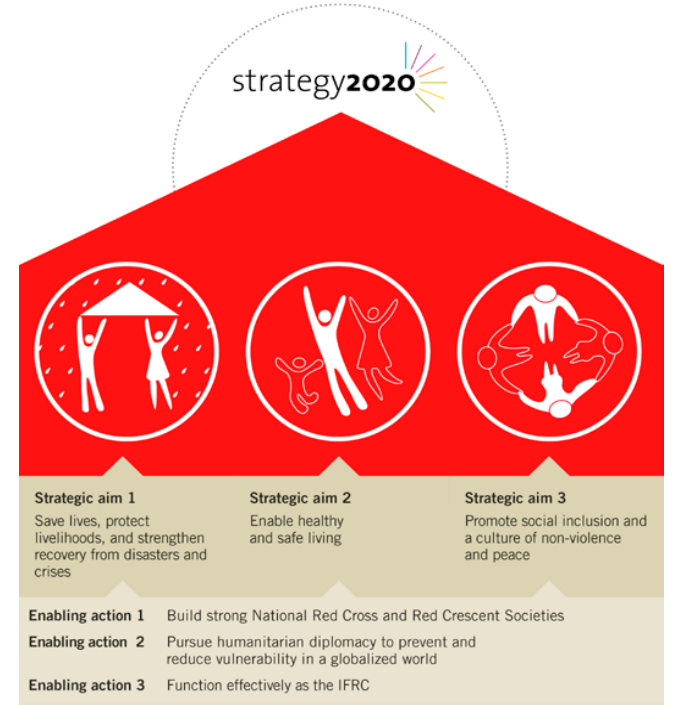 strategy2020
Strategic aim 1
Save lives, protect
livelihoods, and strengthen
recovery from disasters and
crises
Strategic aim 2
Enable healthy
and safe living
Strategic aim 3
Promote social inclusion and
a culture of non-violence
and peace
Enabling action 1 Build strong National Red Cross and Red Crescent Societies
Enabling action 2 Pursue humanitarian diplomacy to prevent and
reduce vulnerability in a globalized world
Enabling action 3 Function effectively as the IFRC